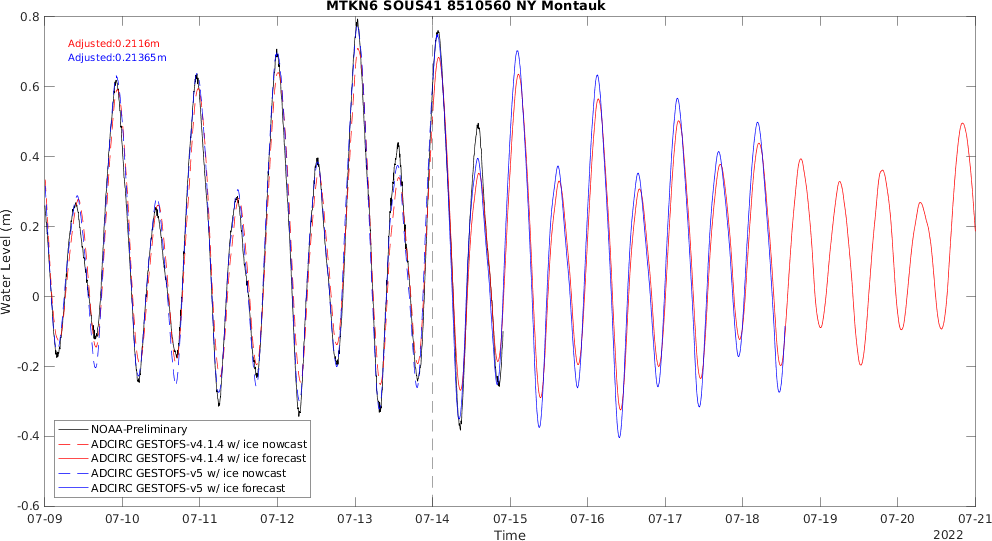 MTKN6 SOUS41 8510560 NY Montauk
Adjusted:0.2116m
Adjusted:0.21365m
0.8
0.6
0.4
0.2
0
-0.2
-0.4
-0.6
Water Level (m)
NOAA-Preliminary
ADCIRC GESTOFS-v4.1.4 w/ ice nowcast
ADCIRC GESTOFS-v4.1.4 w/ ice forecast
ADCIRC GESTOFS-v5 w/ ice nowcast
ADCIRC GESTOFS-v5 w/ ice forecast
07-09 07-10 07-11 07-12 07-13 07-14 07-15 07-16 07-17 07-18 07-19 07-20 07-21
Time
2022